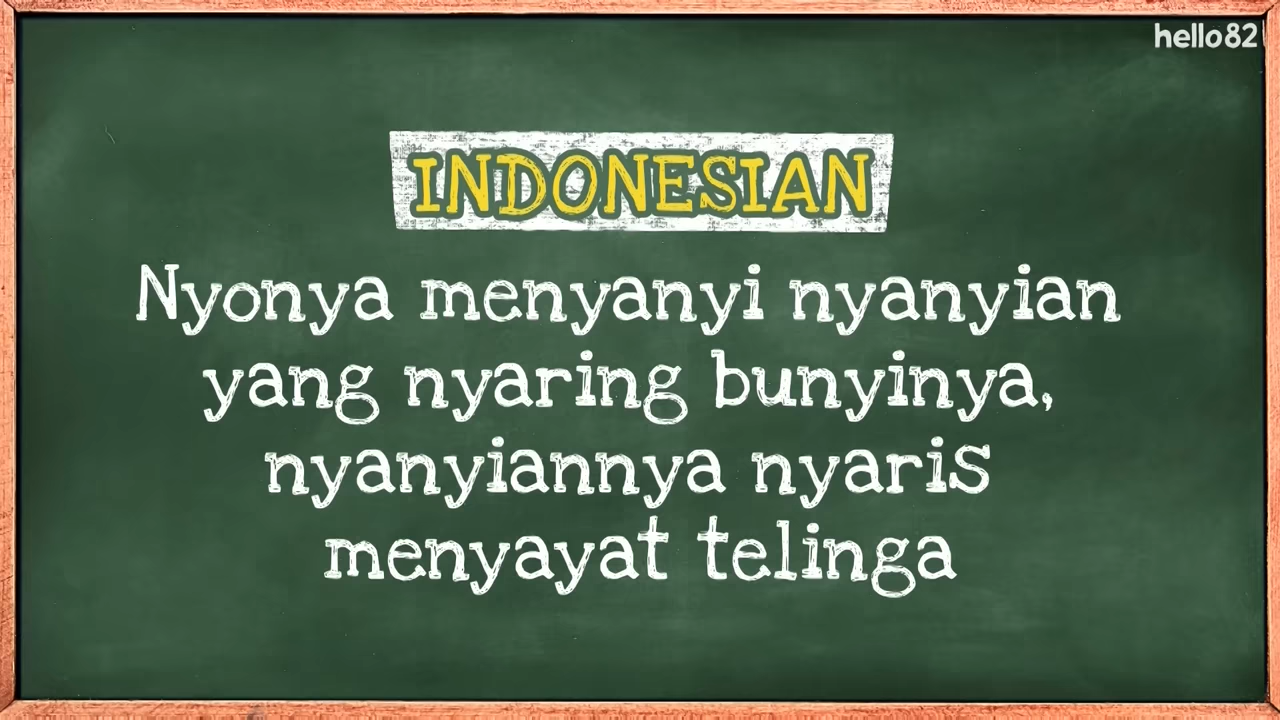 hello82
INDONESIAN
Nyonya menyanyi nyanyian
yang nyaring bunyinya,
nyanyiannya nyaris
menyayat telinga